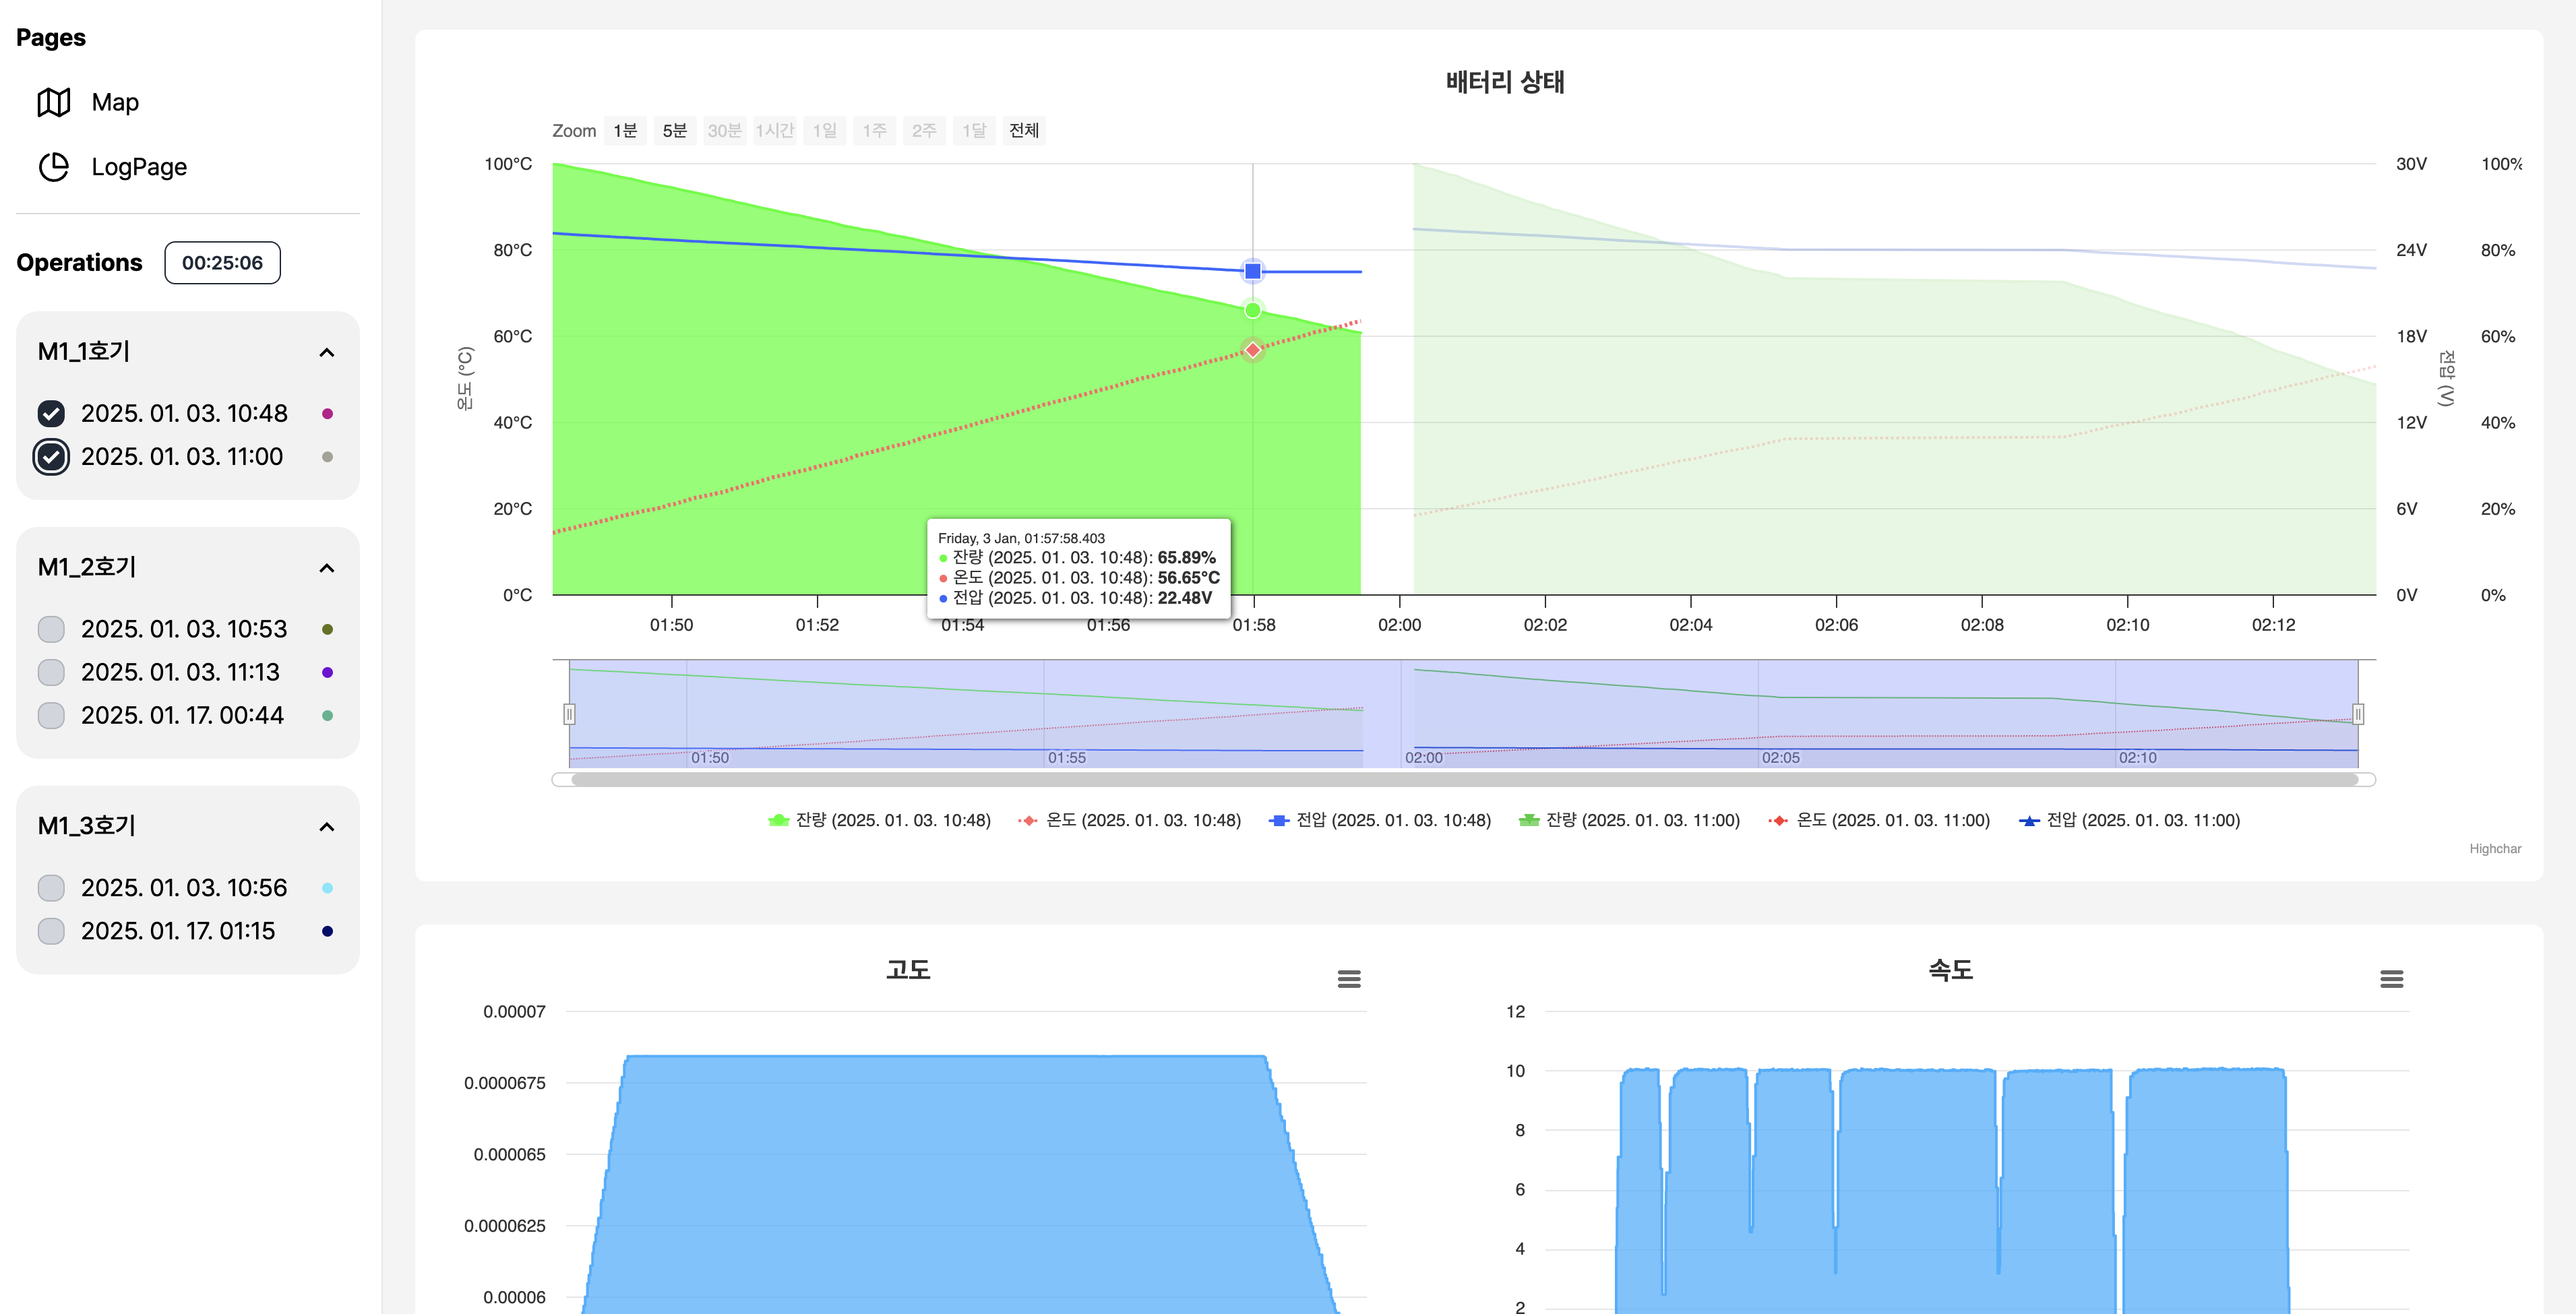 Pages
Map
LogPage
Operations 00:25:06
M1_1호기
2025. 01. 03. 10:48
2025. 01. 03. 11:00
M1_2호기
2025. 01. 03. 10:53
2025. 01. 03. 11:13
2025. 01. 17. 00:44
M1_3호기
2025. 01. 03. 10:56
2025. 01. 17. 01:15
배터리 상태
Zoom 1분 5분 30분 1시간 1일 1주 2주 1달 전체
100°C
80°C
60°C
40°C
20°C
0°C
온도 (°C)
30V 100%
24V 80%
18V 60%
12V 40%
6V 20%
0V 0%
전압 (V)
Friday, 3 Jan, 01:57:58.403
잔량 (2025. 01. 03. 10:48): 65.89%
온도 (2025. 01. 03. 10:48): 56.65°C
전압 (2025. 01. 03. 10:48): 22.48V
01:50 01:52 01:54 01:56 01:58 02:00 02:02 02:04 02:06 02:08 02:10 02:12
01:50 01:55 02:00 02:05 02:10
잔량 (2025. 01. 03. 10:48) 온도 (2025. 01. 03. 10:48) 전압 (2025. 01. 03. 10:48) 잔량 (2025. 01. 03. 11:00) 온도 (2025. 01. 03. 11:00) 전압 (2025. 01. 03. 11:00)
Highchar
고도
0.00007
0.0000675
0.000065
0.0000625
0.00006
속도
12
10
8
6
4
2